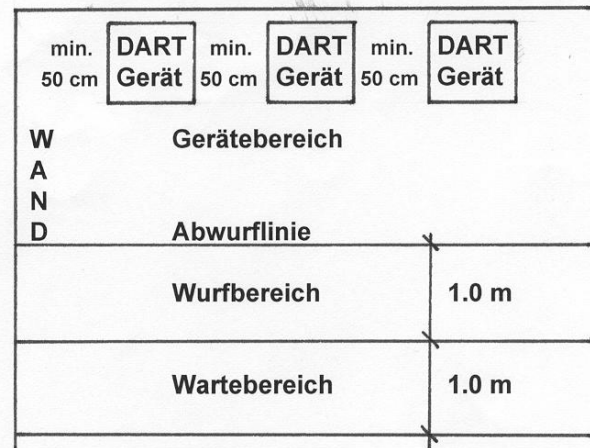 min. DART min. DART min. DART
50 cm Gerät 50 cm Gerät 50 cm Gerät
WAND
Gerätebereich
Abwurflinie
Wurfbereich 1.0 m
Wartebereich 1.0 m